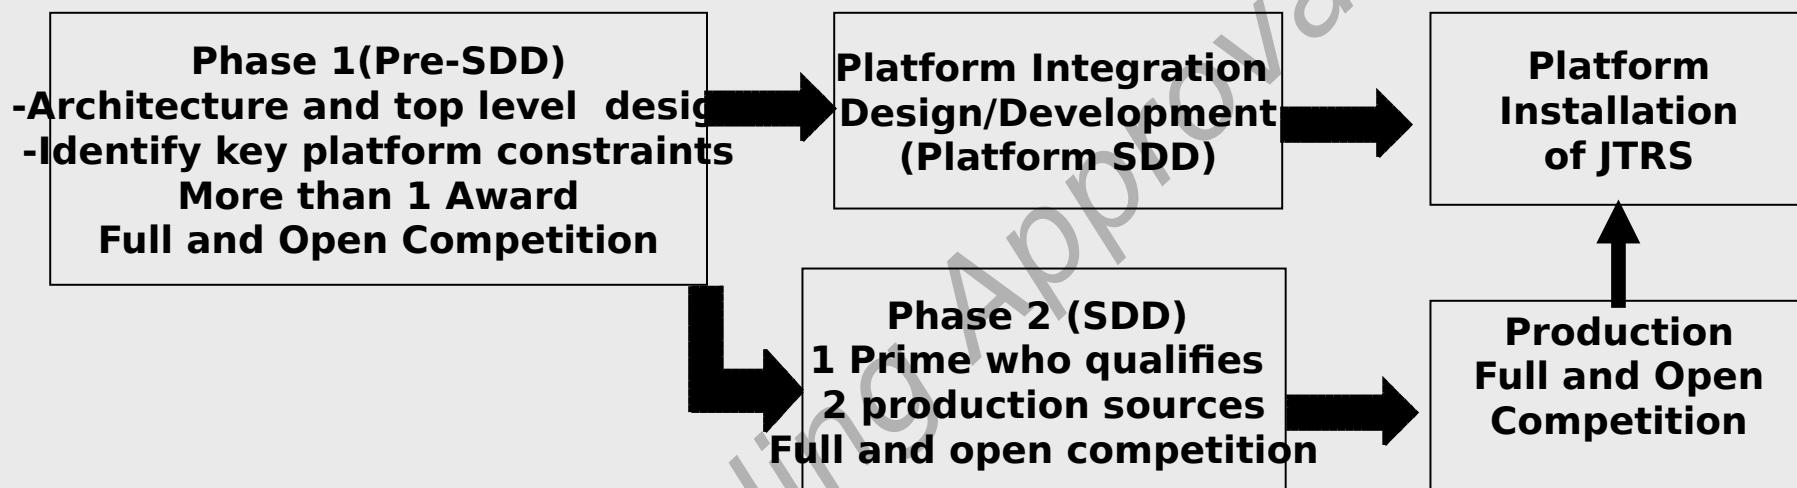 Phase 1(Pre-SDD)
-Architecture and top level desig
-Identify key platform constraints
More than 1 Award
Full and Open Competition
Platform Integration
Design/Development
(Platform SDD)
Platform
Installation
of JTRS
Phase 2 (SDD)
1 Prime who qualifies
2 production sources
Full and open competition
Production
Full and Open
Competition